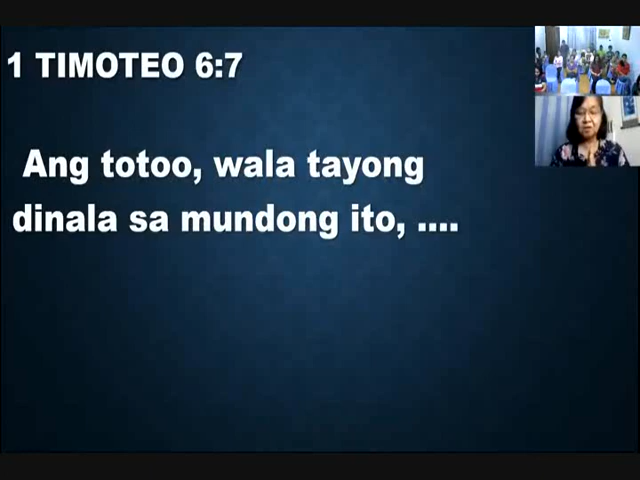 1 TIMOTEO 6:7
Ang totoo, wala tayong
dinala sa mundong ito, ....